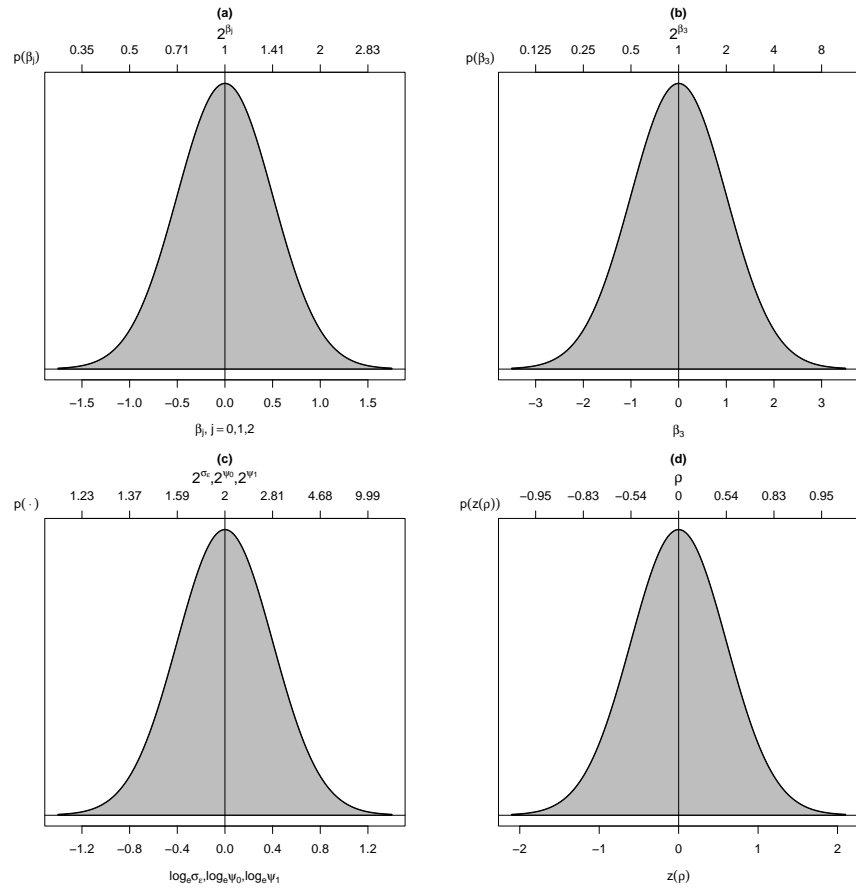 (a)
2^βj
p(βj)
0.35 0.5 0.71 1 1.41 2 2.83
−1.5 −1.0 −0.5 0.0 0.5 1.0 1.5
βj, j = 0,1,2
(b)
2^β3
p(β3)
0.125 0.25 0.5 1 2 4 8
−3 −2 −1 0 1 2 3
β3
(c)
2^σε,2^ψ0,2^ψ1
p( · )
1.23 1.37 1.59 2 2.81 4.68 9.99
−1.2 −0.8 −0.4 0.0 0.4 0.8 1.2
logeσε,logeψ0,logeψ1
(d)
ρ
p(z(ρ))
−0.95 −0.83 −0.54 0 0.54 0.83 0.95
−2 −1 0 1 2
z(ρ)